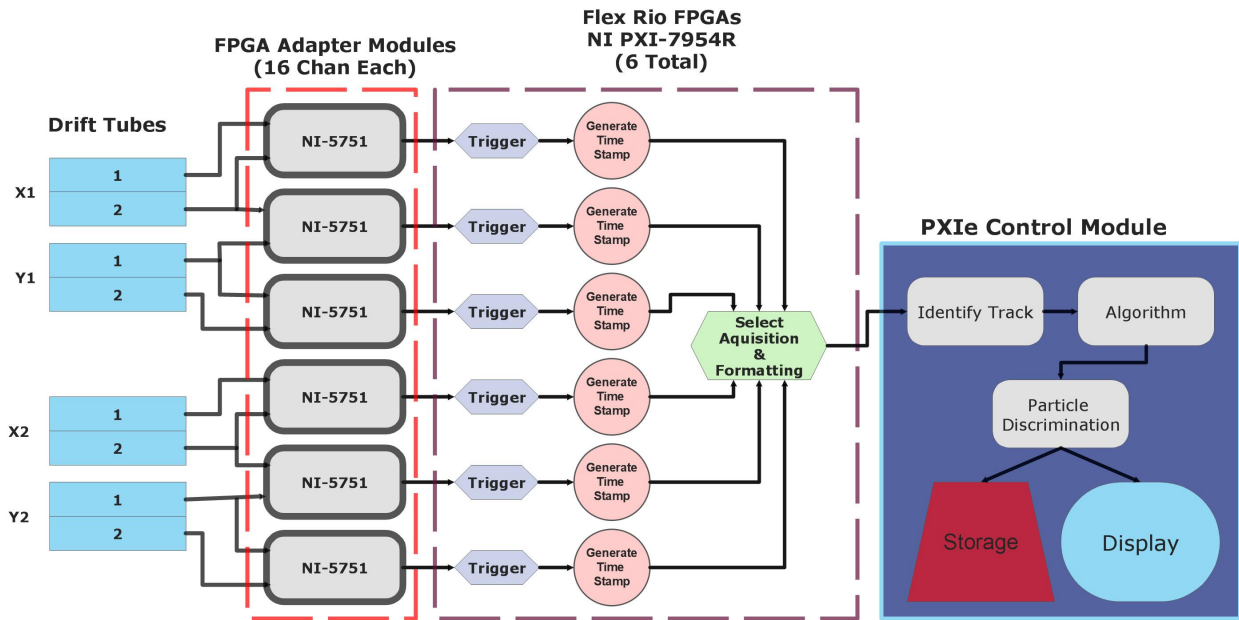 Flex Rio FPGAs
NI PXI-7954R
(6 Total)
FPGA Adapter Modules
(16 Chan Each)
Drift Tubes
X1
1
2
Y1
1
2
X2
1
2
Y2
1
2
NI-5751
NI-5751
NI-5751
NI-5751
NI-5751
NI-5751
Trigger
Trigger
Trigger
Trigger
Trigger
Trigger
Generate
Time
Stamp
Generate
Time
Stamp
Generate
Time
Stamp
Generate
Time
Stamp
Generate
Time
Stamp
Generate
Time
Stamp
Select
Aquisition
&
Formatting
PXIe Control Module
Identify Track
Algorithm
Particle
Discrimination
Storage
Display